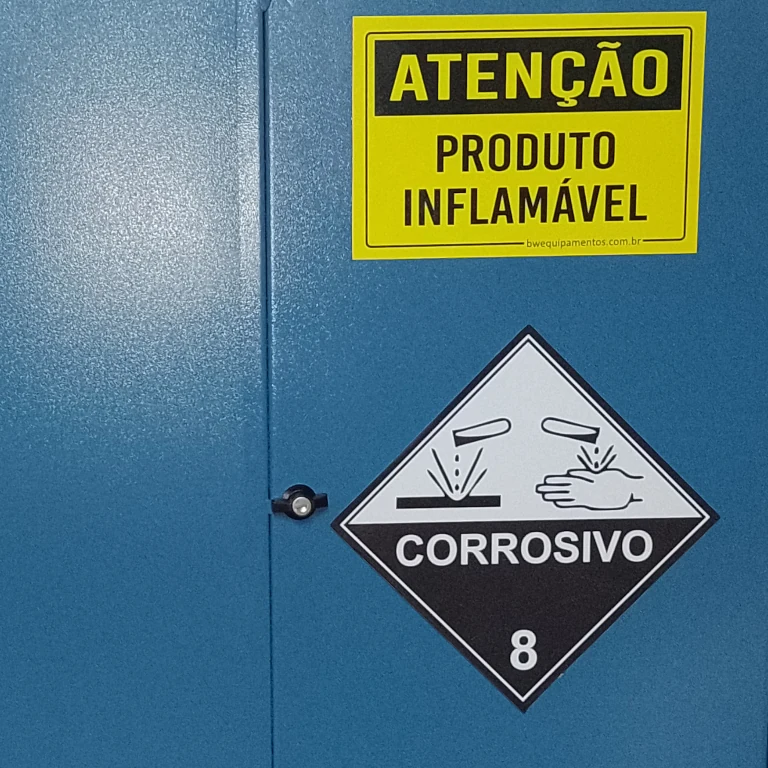 ATENÇÃO
PRODUTO
INFLAMÁVEL
bwequipamentos.com.br
CORROSIVO
8